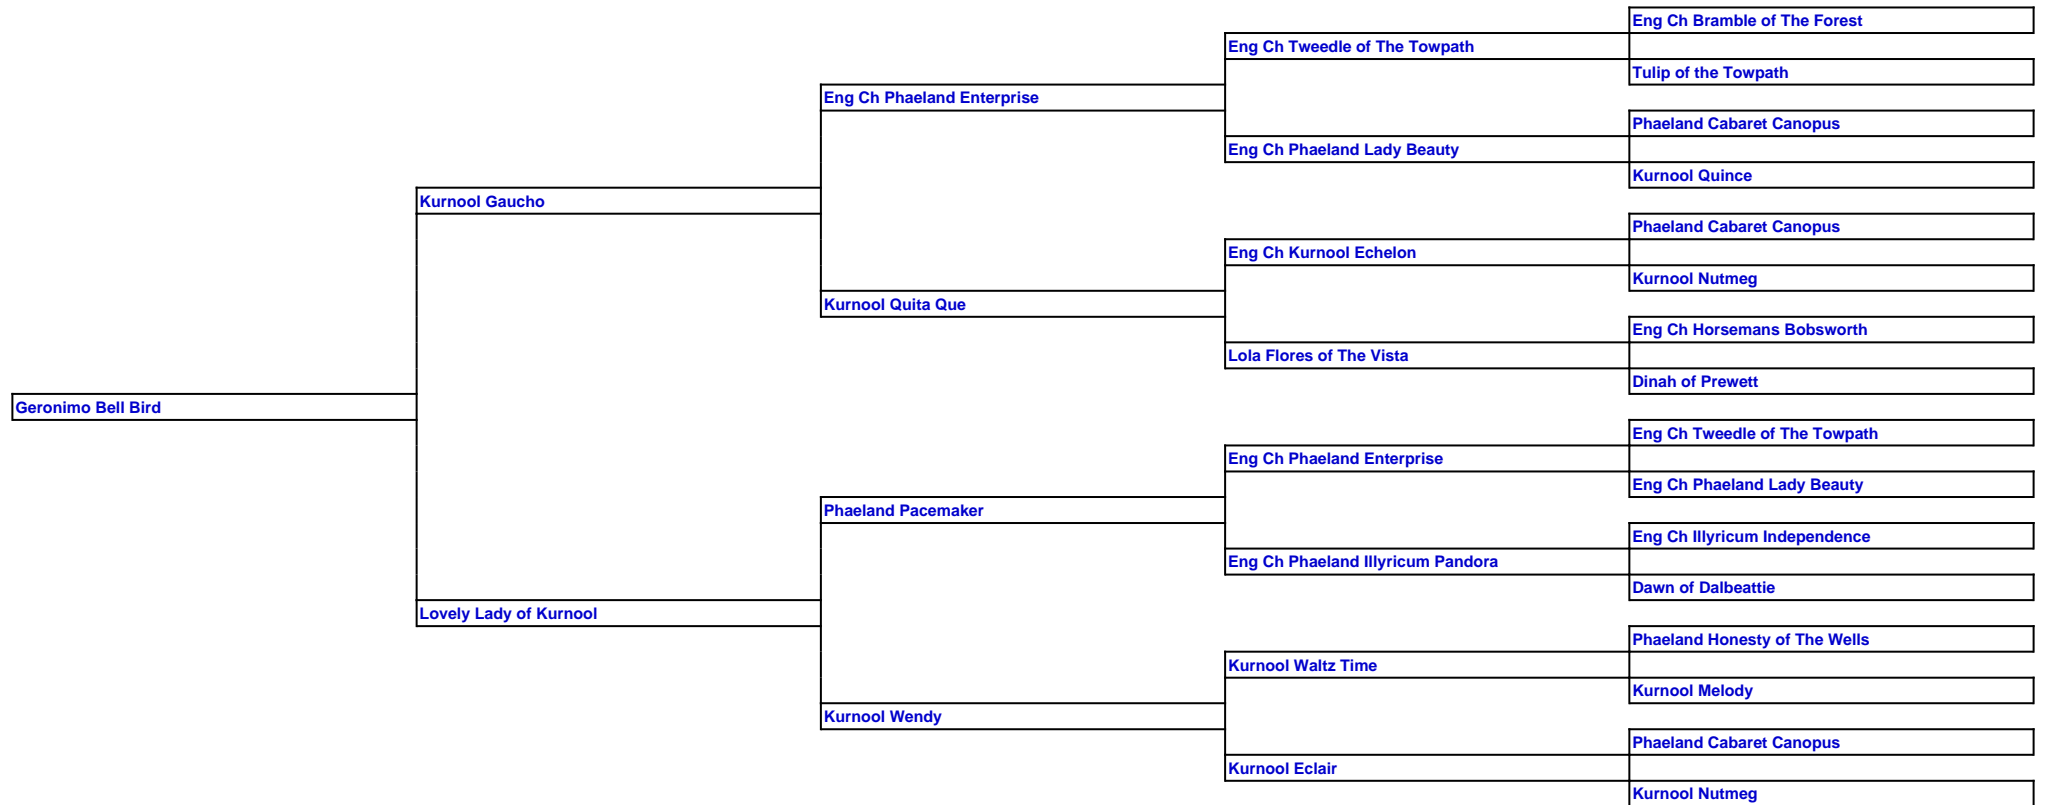 Eng Ch Bramble of The Forest
Eng Ch Tweedle of The Towpath
Tulip of the Towpath
Eng Ch Phaeland Enterprise
Phaeland Cabaret Canopus
Eng Ch Phaeland Lady Beauty
Kurnool Quince
Kurnool Gaucho
Phaeland Cabaret Canopus
Eng Ch Kurnool Echelon
Kurnool Nutmeg
Kurnool Quita Que
Eng Ch Horsemans Bobsworth
Lola Flores of The Vista
Dinah of Prewett
Geronimo Bell Bird
Eng Ch Tweedle of The Towpath
Eng Ch Phaeland Enterprise
Eng Ch Phaeland Lady Beauty
Phaeland Pacemaker
Eng Ch Illyricum Independence
Eng Ch Phaeland Illyricum Pandora
Dawn of Dalbeattie
Lovely Lady of Kurnool
Phaeland Honesty of The Wells
Kurnool Waltz Time
Kurnool Melody
Kurnool Wendy
Phaeland Cabaret Canopus
Kurnool Eclair
Kurnool Nutmeg